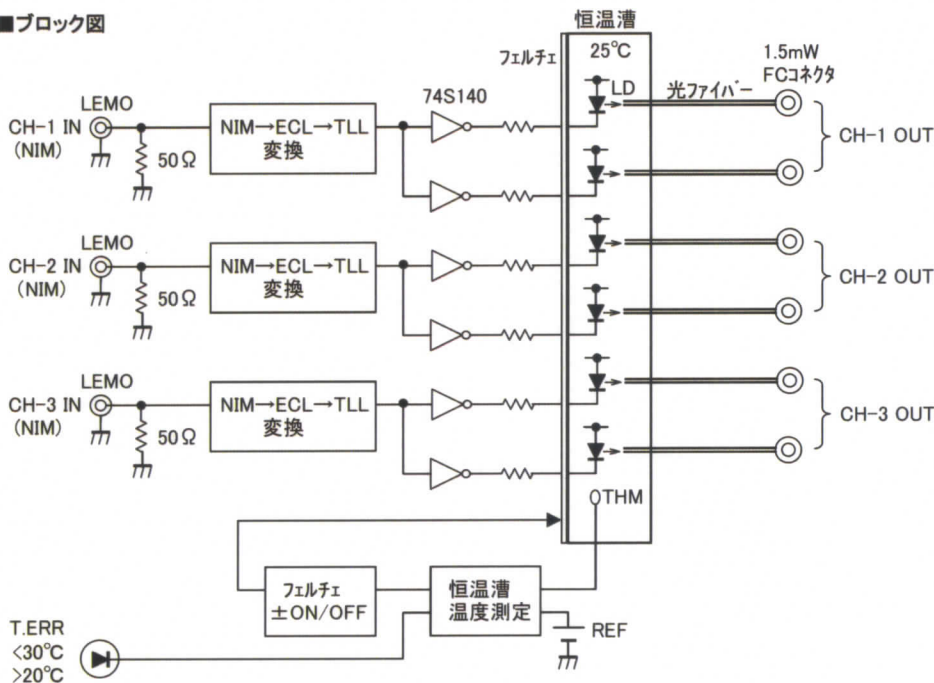 ■ブロック図
恒温漕
フェルチェ
25℃
1.5mW
FCコネクタ
LEMO
CH-1 IN
(NIM)
50Ω
NIM→ECL→TLL
変換
74S140
LD
光ファイバー
CH-1 OUT
LEMO
CH-2 IN
(NIM)
50Ω
NIM→ECL→TLL
変換
CH-2 OUT
LEMO
CH-3 IN
(NIM)
50Ω
NIM→ECL→TLL
変換
CH-3 OUT
THM
フェルチェ
±ON/OFF
恒温漕
温度測定
REF
T.ERR
<30℃
>20℃